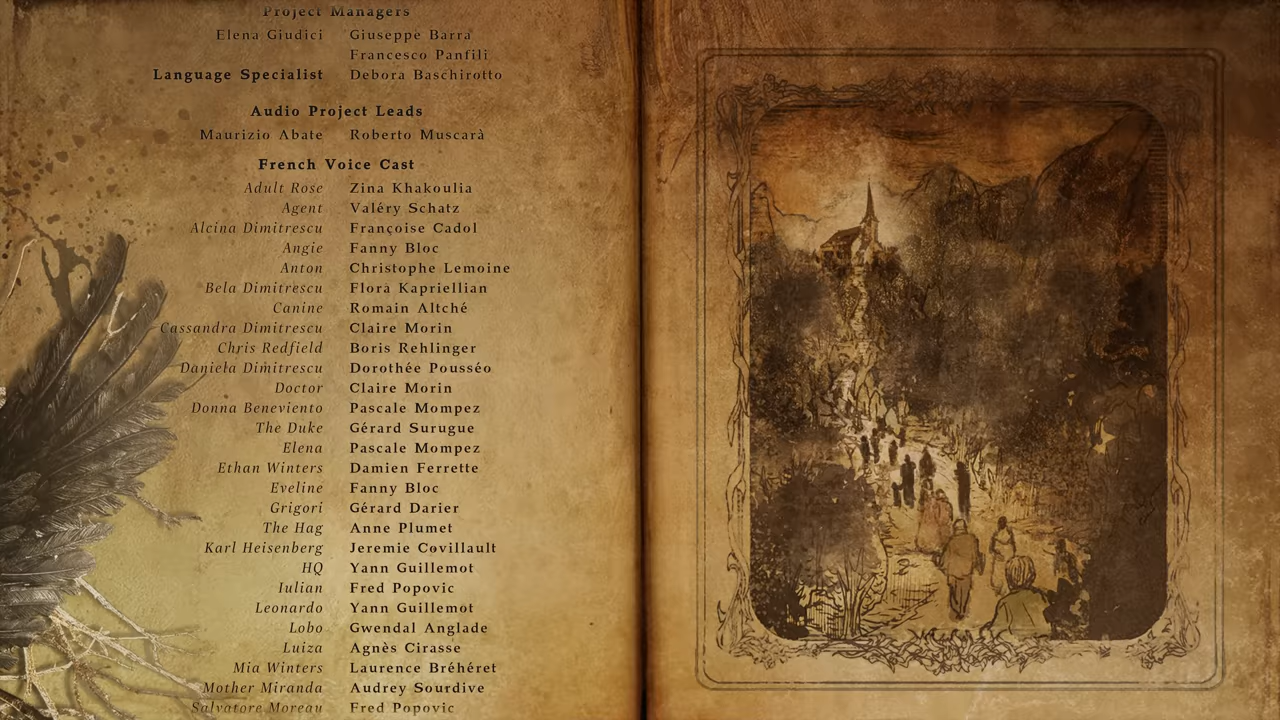 Project Managers
Elena Giudici Giuseppe Barra
Francesco Panfili
Language Specialist Debora Baschirotto
Audio Project Leads
Maurizio Abate Roberto Muscarà
French Voice Cast
Adult Rose Zina Khakoulia
Agent Valéry Schatz
Alcina Dimitrescu Françoise Cadol
Angie Fanny Bloc
Anton Christophe Lemoine
Bela Dimitrescu Flora Kapriellian
Canine Romain Altché
Cassandra Dimitrescu Claire Morin
Chris Redfield Boris Rehlinger
Daniela Dimitrescu Dorothée Pousséo
Doctor Claire Morin
Donna Beneviento Pascale Mompez
The Duke Gérard Surugue
Elena Pascale Mompez
Ethan Winters Damien Ferrette
Eveline Fanny Bloc
Grigori Gérard Darier
The Hag Anne Plumet
Karl Heisenberg Jeremie Covillault
HQ Yann Guillemot
Iulian Fred Popovic
Leonardo Yann Guillemot
Lobo Gwendal Anglade
Luiza Agnès Cirasse
Mia Winters Laurence Bréhéret
Mother Miranda Audrey Sourdive
Salvatore Moreau Fred Popovic